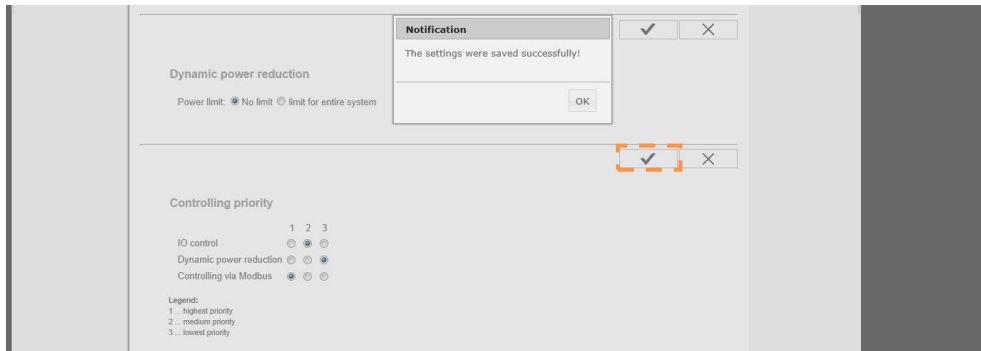 Notification
The settings were saved successfully!
OK
Dynamic power reduction
Power limit: No limit limit for entire system
Controlling priority
1 2 3
IO control
Dynamic power reduction
Controlling via Modbus
Legend:
1 ... highest priority
2 ... medium priority
3 ... lowest priority